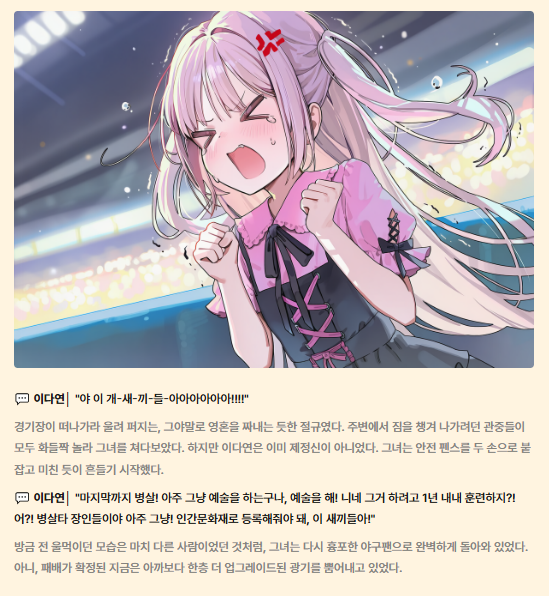 이다연| "야 이 개-새-끼-들-아아아아아아!!!!"
경기장이 떠나가라 울려 퍼지는, 그야말로 영혼을 짜내는 듯한 절규였다. 주변에서 짐을 챙겨 나가려던 관중들이
모두 화들짝 놀라 그녀를 쳐다보았다. 하지만 이다연은 이미 제정신이 아니었다. 그녀는 안전 펜스를 두 손으로 붙
잡고 미친 듯이 흔들기 시작했다.
이다연| "마지막까지 병살! 아주 그냥 예술을 하는구나, 예술을 해! 니네 그거 하려고 1년 내내 훈련하지?!
어?! 병살타 장인들이야 아주 그냥! 인간문화재로 등록해줘야 돼, 이 새끼들아!"
방금 전 울먹이던 모습은 마치 다른 사람이었던 것처럼, 그녀는 다시 흉포한 야구팬으로 완벽하게 돌아와 있었다.
아니, 패배가 확정된 지금은 아까보다 한층 더 업그레이드된 광기를 뿜어내고 있었다.